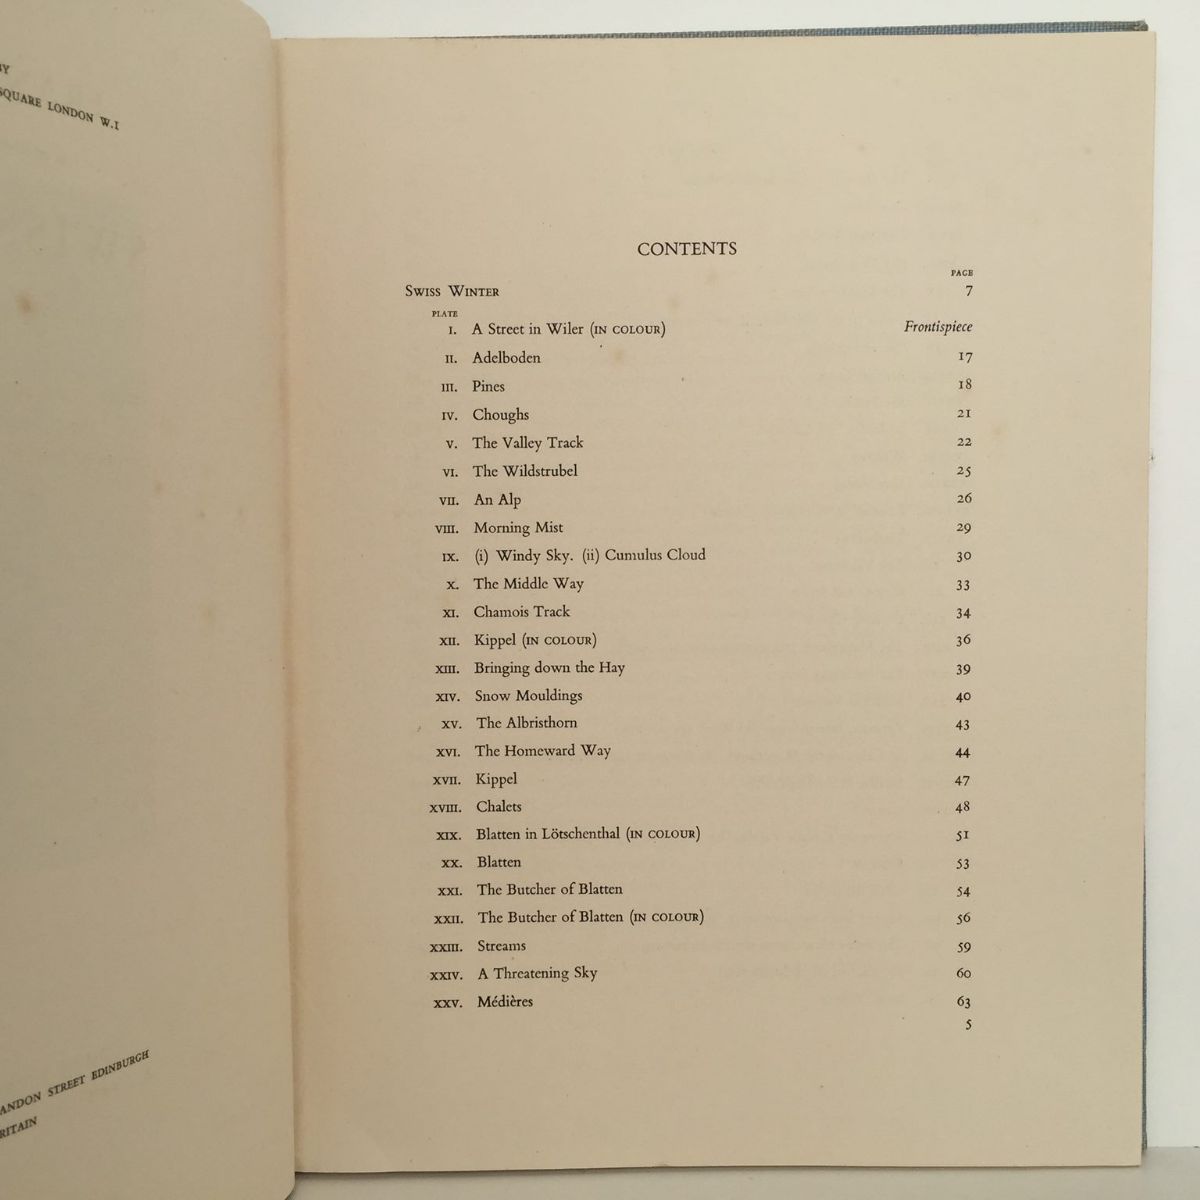 BY
SQUARE LONDON W.1
ANDON STREET EDINBURGH
RITAIN
CONTENTS
PAGE
SWISS WINTER 7
PLATE
I. A Street in Wiler (IN COLOUR) Frontispiece
II. Adelboden 17
III. Pines 18
IV. Choughs 21
V. The Valley Track 22
VI. The Wildstrubel 25
VII. An Alp 26
VIII. Morning Mist 29
IX. (i) Windy Sky. (ii) Cumulus Cloud 30
X. The Middle Way 33
XI. Chamois Track 34
XII. Kippel (IN COLOUR) 36
XIII. Bringing down the Hay 39
XIV. Snow Mouldings 40
XV. The Albristhorn 43
XVI. The Homeward Way 44
XVII. Kippel 47
XVIII. Chalets 48
XIX. Blatten in Lötschenthal (IN COLOUR) 51
XX. Blatten 53
XXI. The Butcher of Blatten 54
XXII. The Butcher of Blatten (IN COLOUR) 56
XXIII. Streams 59
XXIV. A Threatening Sky 60
XXV. Médières 63
5